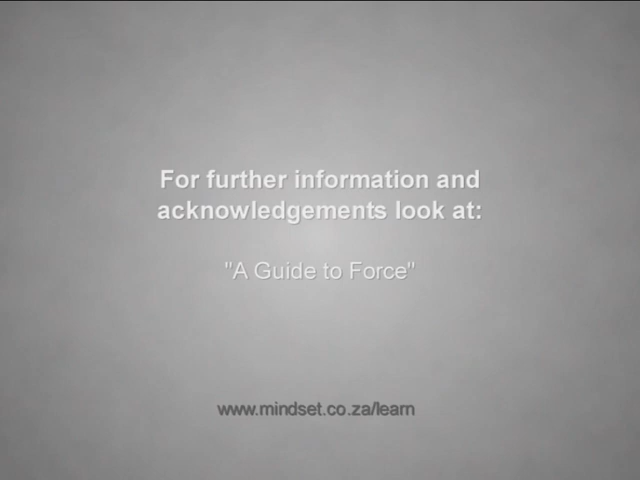 For further information and
acknowledgements look at:
"A Guide to Force"
www.mindset.co.za/learn